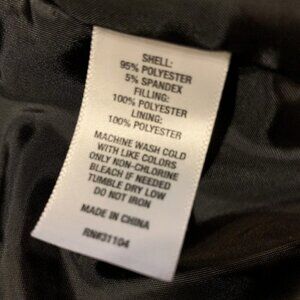 SHELL:
95% POLYESTER
5% SPANDEX
FILLING:
100% POLYESTER
LINING:
100% POLYESTER
MACHINE WASH COLD
WITH LIKE COLORS
ONLY NON-CHLORINE
BLEACH IF NEEDED
TUMBLE DRY LOW
DO NOT IRON
MADE IN CHINA
RN#31104